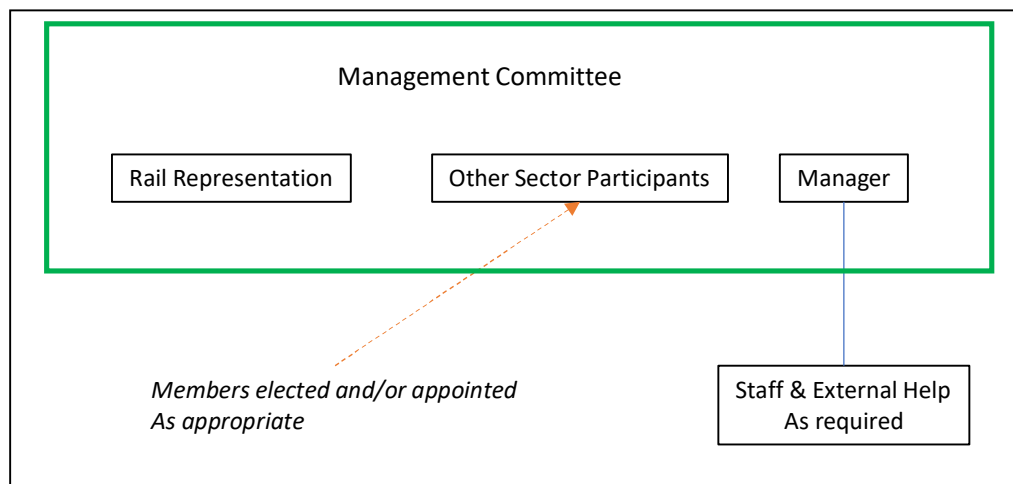 Management Committee
Rail Representation
Other Sector Participants
Manager
Members elected and/or appointed
As appropriate
Staff & External Help
As required